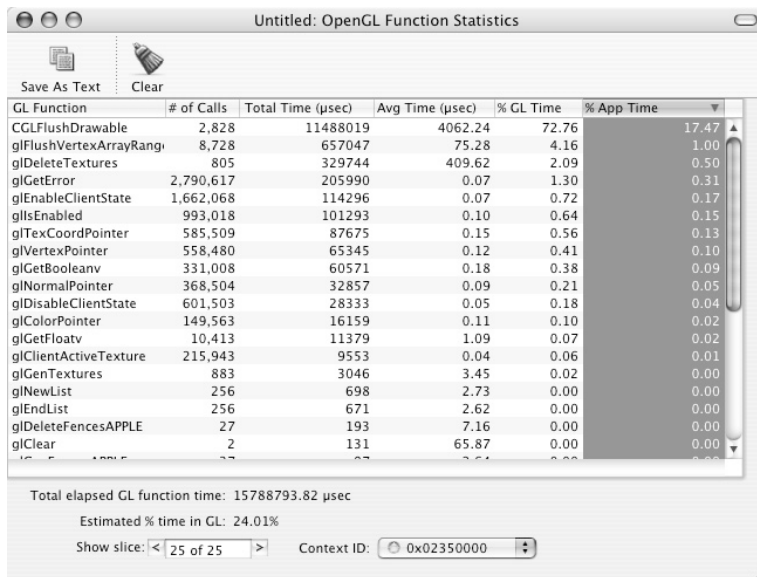 Untitled: OpenGL Function Statistics
Save As Text Clear
GL Function # of Calls Total Time (µsec) Avg Time (µsec) % GL Time % App Time
CGLFlushDrawable 2,828 11488019 4062.24 72.76 17.47
glFlushVertexArrayRang 8,728 657047 75.28 4.16 1.00
glDeleteTextures 805 329744 409.62 2.09 0.50
glGetError 2,790,617 205990 0.07 1.30 0.31
glEnableClientState 1,662,068 114296 0.07 0.72 0.17
glIsEnabled 993,018 101293 0.10 0.64 0.15
glTexCoordPointer 585,509 87675 0.15 0.56 0.13
glVertexPointer 558,480 65345 0.12 0.41 0.10
glGetBooleanv 331,008 60571 0.18 0.38 0.09
glNormalPointer 368,504 32857 0.09 0.21 0.05
glDisableClientState 601,503 28333 0.05 0.18 0.04
glColorPointer 149,563 16159 0.11 0.10 0.02
glGetFloatv 10,413 11379 1.09 0.07 0.02
glClientActiveTexture 215,943 9553 0.04 0.06 0.01
glGenTextures 883 3046 3.45 0.02 0.00
glNewList 256 698 2.73 0.00 0.00
glEndList 256 671 2.62 0.00 0.00
glDeleteFencesAPPLE 27 193 7.16 0.00 0.00
glClear 2 131 65.87 0.00 0.00
Total elapsed GL function time: 15788793.82 µsec
Estimated % time in GL: 24.01%
Show slice: < 25 of 25 > Context ID: 0x02350000